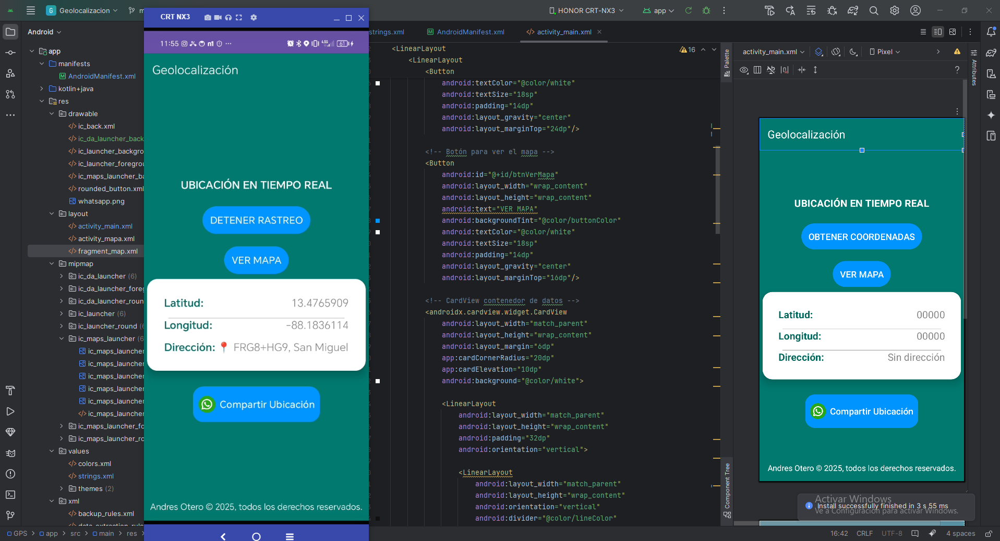 Geolocalizacion
HONOR CRT-NX3
app
CRT NX3
Android
strings.xml
AndroidManifest.xml
activity_main.xml
11:55
n1
61
app
manifests
AndroidManifest.xml
kotlin+java
res
drawable
ic_back.xml
ic_da_launcher_back
ic_launcher_backgro
ic_launcher_foregrou
ic_maps_launcher_ba
rounded_button.xml
whatsapp.png
layout
activity_main.xml
activity_mapa.xml
fragment_map.xml
mipmap
ic_da_launcher (6)
ic_da_launcher_foreg
ic_da_launcher_roun
ic_launcher (6)
ic_launcher_round (6
ic_maps_launcher (6
ic_maps_launcher
ic_maps_launcher
ic_maps_launcher
ic_maps_launcher
ic_maps_launcher
ic_maps_launcher
ic_maps_launcher_fo
ic_maps_launcher_ro
values
colors.xml
strings.xml
themes (2)
xml
backup_rules.xml
data_extraction_rule
Geolocalización
UBICACIÓN EN TIEMPO REAL
DETENER RASTREO
VER MAPA
Latitud: 13.4765909
Longitud: -88.1836114
Dirección: 📍 FRG8+HG9, San Miguel
Compartir Ubicación
Andres Otero © 2025, todos los derechos reservados.
<LinearLayout
<LinearLayout
<Button
android:textColor="@color/white"
android:textSize="18sp"
android:padding="14dp"
android:layout_gravity="center"
android:layout_marginTop="24dp"/>
<!-- Botón para ver el mapa -->
<Button
android:id="@+id/btnVerMapa"
android:layout_width="wrap_content"
android:layout_height="wrap_content"
android:text="VER MAPA"
android:backgroundTint="@color/buttonColor"
android:textColor="@color/white"
android:textSize="18sp"
android:padding="14dp"
android:layout_gravity="center"
android:layout_marginTop="16dp"/>
<!-- CardView contenedor de datos -->
<androidx.cardview.widget.CardView
android:layout_width="match_parent"
android:layout_height="wrap_content"
android:layout_margin="6dp"
app:cardCornerRadius="20dp"
app:cardElevation="10dp"
android:background="@color/white">
<LinearLayout
android:layout_width="match_parent"
android:layout_height="wrap_content"
android:padding="32dp"
android:orientation="vertical">
<LinearLayout
android:layout_width="match_parent"
android:layout_height="wrap_content"
android:orientation="vertical"
android:divider="@color/lineColor"
16
Palette
Component Tree
activity_main.xml
Pixel
?
Attributes
Geolocalización
UBICACIÓN EN TIEMPO REAL
OBTENER COORDENADAS
VER MAPA
Latitud: 00000
Longitud: 00000
Dirección: Sin dirección
Compartir Ubicación
Andres Otero © 2025, todos los derechos reservados.
Activar Windows
Install successfully finished in 3 s 55 ms
Ve a Configuración para activar Windows.
GPS > app > src > main > res >
16:42 CRLF UTF-8 4 spaces